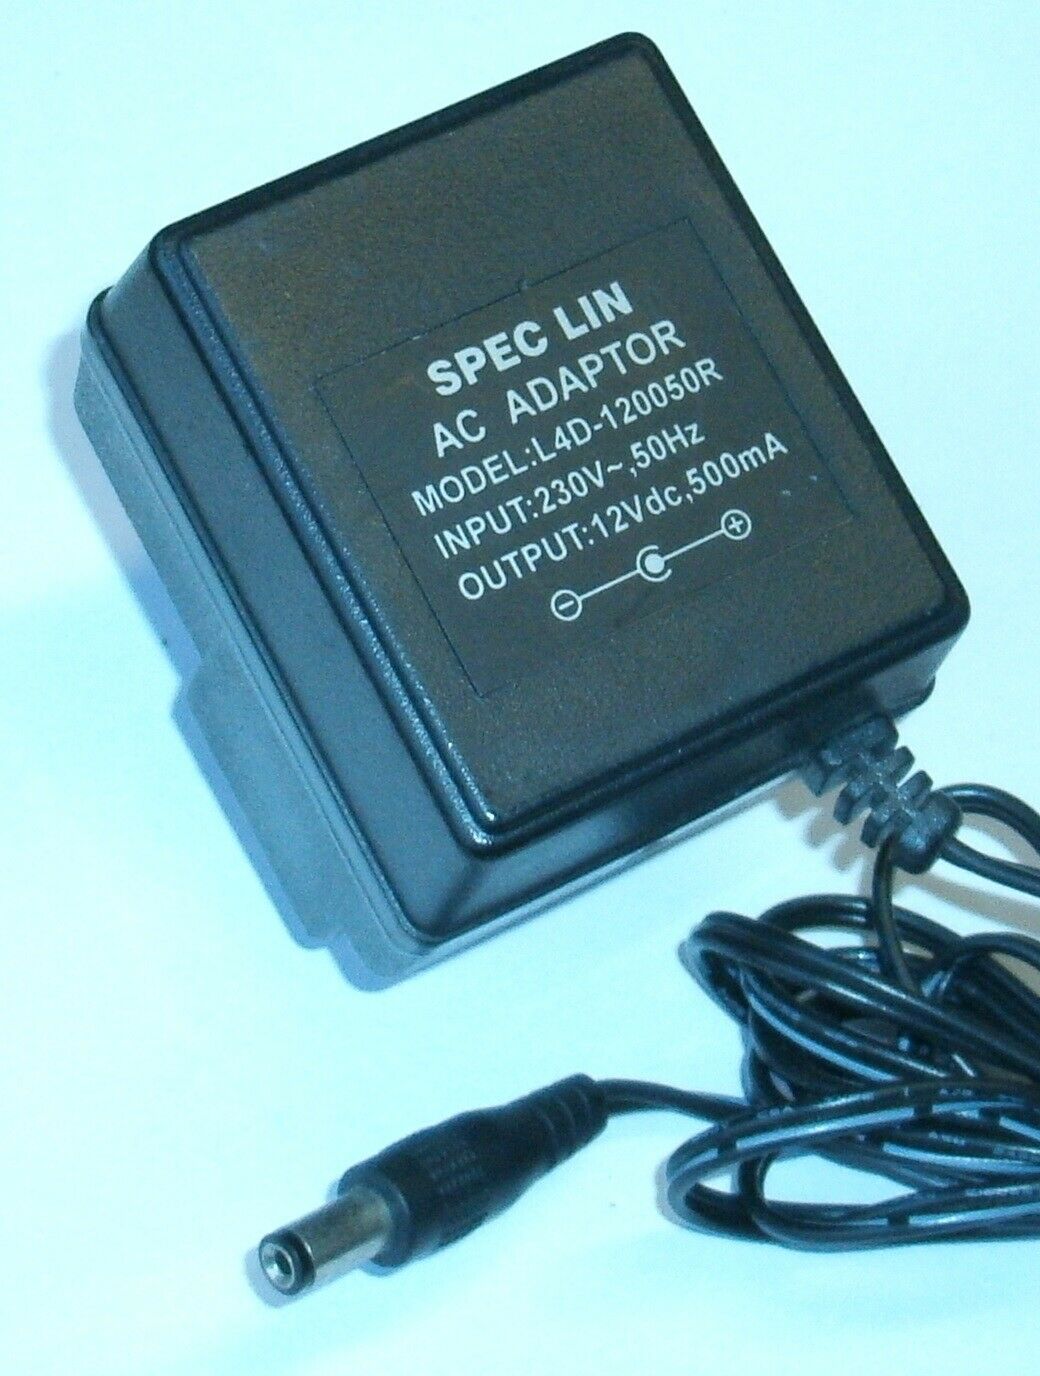 SPEC LIN
AC ADAPTOR
MODEL:L4D-120050R
INPUT:230V~,50Hz
OUTPUT:12Vdc,500mA